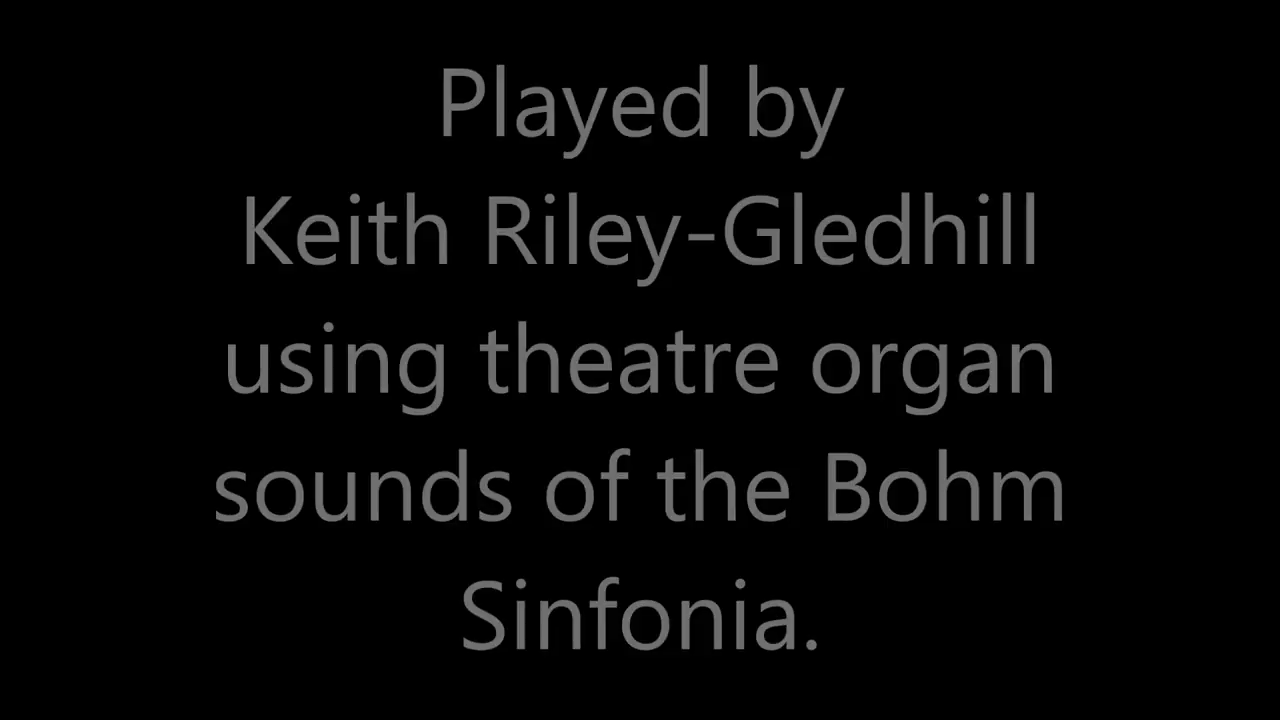 Played by
Keith Riley-Gledhill
using theatre organ
sounds of the Bohm
Sinfonia.